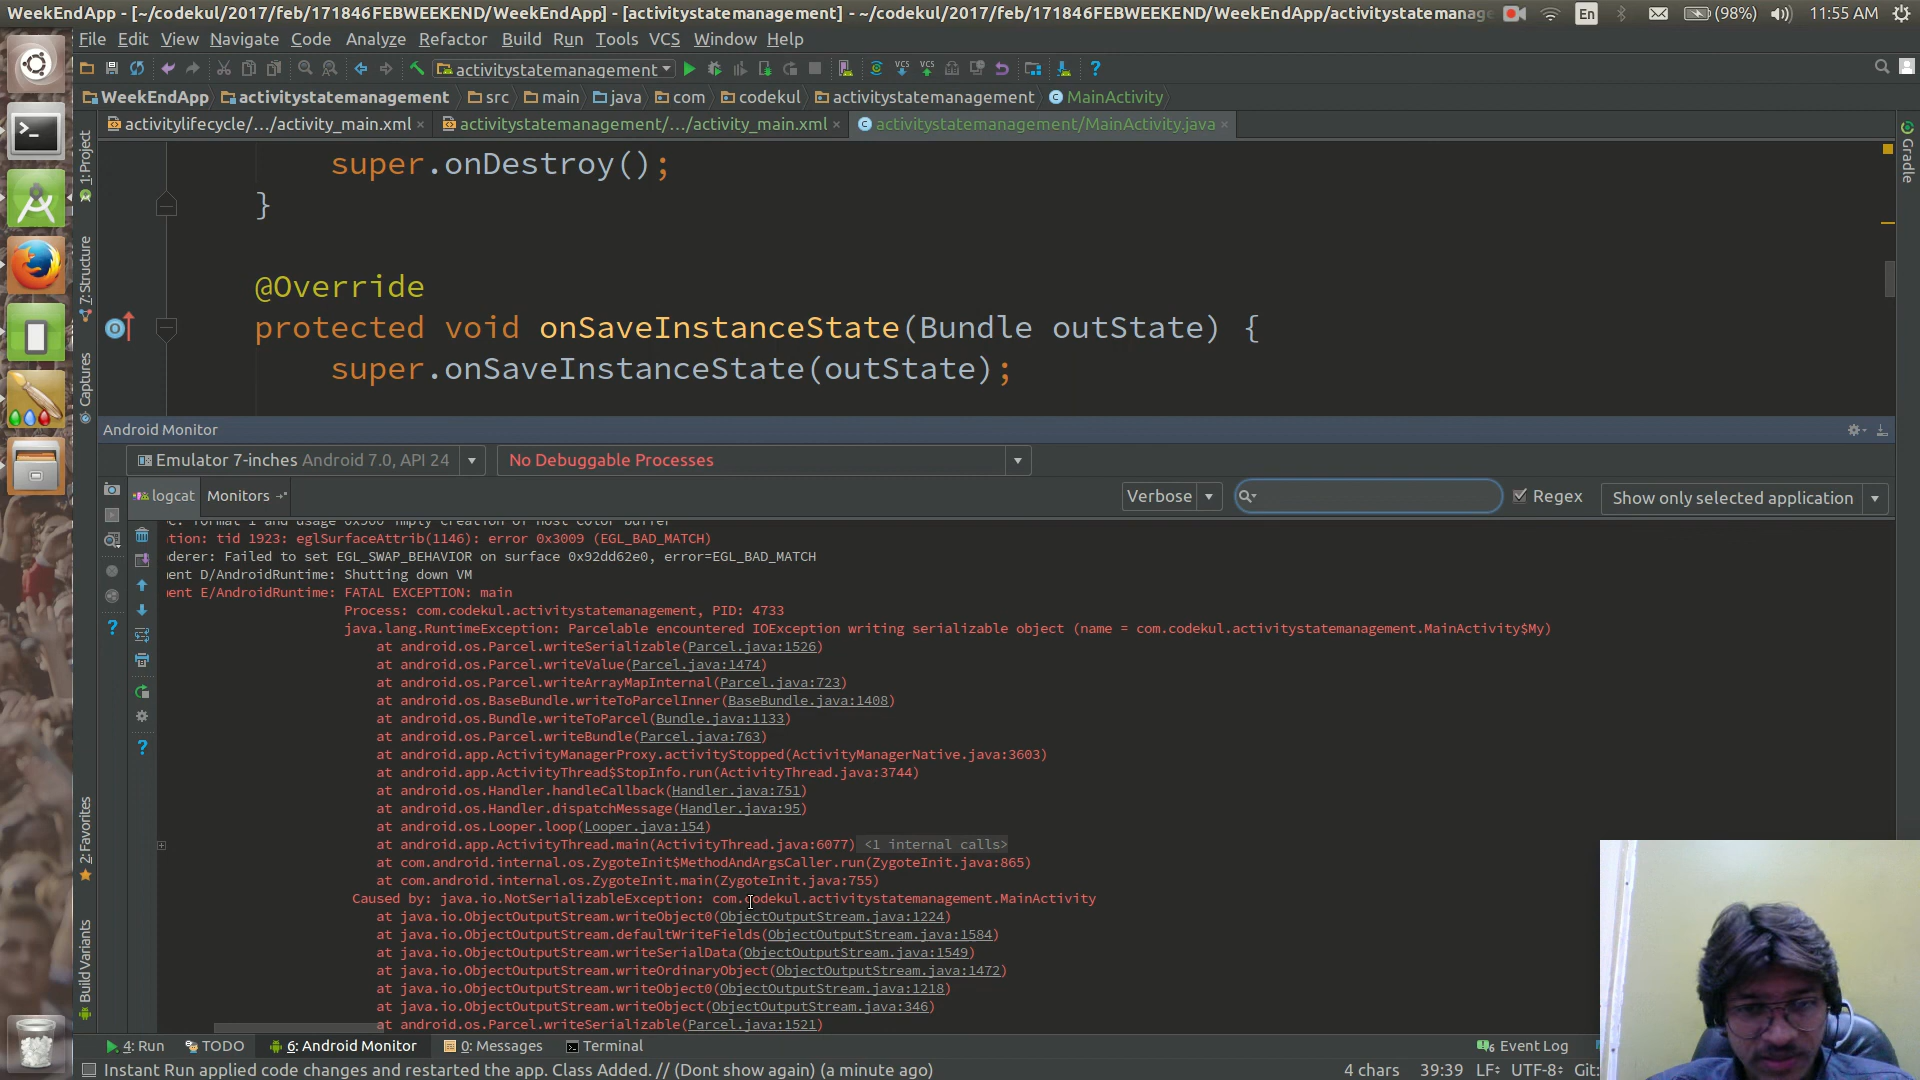 WeekEndApp - [~/codekul/2017/feb/171846FEBWEEKEND/WeekEndApp] - [activitystatemanagement] - ~/codekul/2017/feb/171846FEBWEEKEND/WeekEndApp/activitystatemanage
En (98%) 11:55 AM
File Edit View Navigate Code Analyze Refactor Build Run Tools VCS Window Help
activitystatemanagement VCS VCS ?
WeekEndApp activitystatemanagement src main java com codekul activitystatemanagement MainActivity
activitylifecycle/.../activity_main.xml × activitystatemanagement/.../activity_main.xml × activitystatemanagement/MainActivity.java ×
1: Project
7: Structure
Captures
2: Favorites
Build Variants
Gradle
super.onDestroy();
}
@Override
protected void onSaveInstanceState(Bundle outState) {
super.onSaveInstanceState(outState);
Android Monitor
Emulator 7-inches Android 7.0, API 24 No Debuggable Processes
logcat Monitors Verbose Regex Show only selected application
tion: tid 1923: eglSurfaceAttrib(1146): error 0x3009 (EGL_BAD_MATCH)
derer: Failed to set EGL_SWAP_BEHAVIOR on surface 0x92dd62e0, error=EGL_BAD_MATCH
ment D/AndroidRuntime: Shutting down VM
ment E/AndroidRuntime: FATAL EXCEPTION: main
Process: com.codekul.activitystatemanagement, PID: 4733
java.lang.RuntimeException: Parcelable encountered IOException writing serializable object (name = com.codekul.activitystatemanagement.MainActivity$My)
at android.os.Parcel.writeSerializable(Parcel.java:1526)
at android.os.Parcel.writeValue(Parcel.java:1474)
at android.os.Parcel.writeArrayMapInternal(Parcel.java:723)
at android.os.BaseBundle.writeToParcelInner(BaseBundle.java:1408)
at android.os.Bundle.writeToParcel(Bundle.java:1133)
at android.os.Parcel.writeBundle(Parcel.java:763)
at android.app.ActivityManagerProxy.activityStopped(ActivityManagerNative.java:3603)
at android.app.ActivityThread$StopInfo.run(ActivityThread.java:3744)
at android.os.Handler.handleCallback(Handler.java:751)
at android.os.Handler.dispatchMessage(Handler.java:95)
at android.os.Looper.loop(Looper.java:154)
at android.app.ActivityThread.main(ActivityThread.java:6077) <1 internal calls>
at com.android.internal.os.ZygoteInit$MethodAndArgsCaller.run(ZygoteInit.java:865)
at com.android.internal.os.ZygoteInit.main(ZygoteInit.java:755)
Caused by: java.io.NotSerializableException: com.codekul.activitystatemanagement.MainActivity
at java.io.ObjectOutputStream.writeObject0(ObjectOutputStream.java:1224)
at java.io.ObjectOutputStream.defaultWriteFields(ObjectOutputStream.java:1584)
at java.io.ObjectOutputStream.writeSerialData(ObjectOutputStream.java:1549)
at java.io.ObjectOutputStream.writeOrdinaryObject(ObjectOutputStream.java:1472)
at java.io.ObjectOutputStream.writeObject0(ObjectOutputStream.java:1218)
at java.io.ObjectOutputStream.writeObject(ObjectOutputStream.java:346)
at android.os.Parcel.writeSerializable(Parcel.java:1521)
4: Run TODO 6: Android Monitor 0: Messages Terminal 6 Event Log
Instant Run applied code changes and restarted the app. Class Added. // (Dont show again) (a minute ago) 4 chars 39:39 LF÷ UTF-8÷ Git: